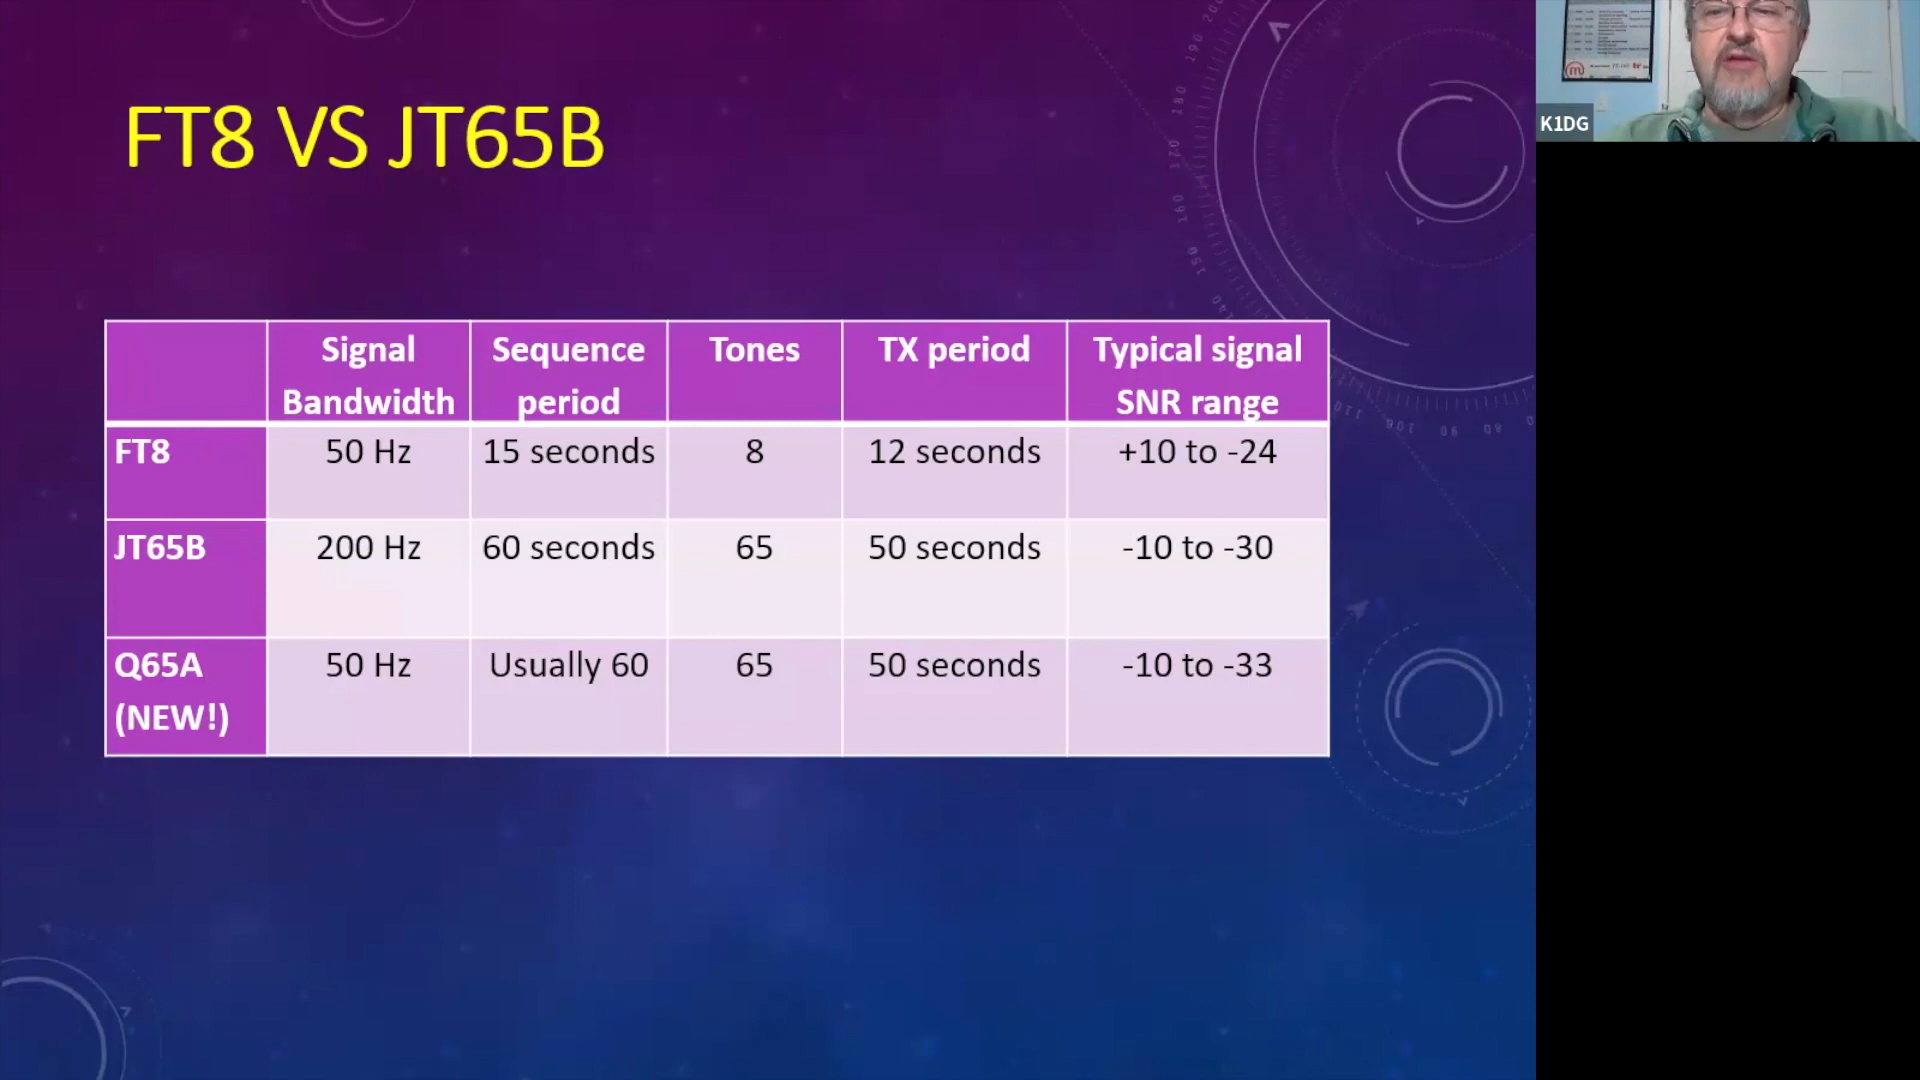 FT8 VS JT65B
K1DG
Signal Bandwidth Sequence period Tones TX period Typical signal SNR range
FT8 50 Hz 15 seconds 8 12 seconds +10 to -24
JT65B 200 Hz 60 seconds 65 50 seconds -10 to -30
Q65A (NEW!) 50 Hz Usually 60 65 50 seconds -10 to -33